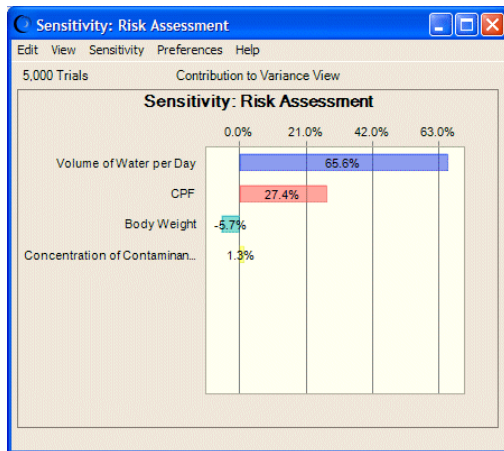 Sensitivity: Risk Assessment
Edit View Sensitivity Preferences Help
5,000 Trials Contribution to Variance View
Sensitivity: Risk Assessment
0.0% 21.0% 42.0% 63.0%
Volume of Water per Day 65.6%
CPF 27.4%
Body Weight -5.7%
Concentration of Contaminan... 1.3%